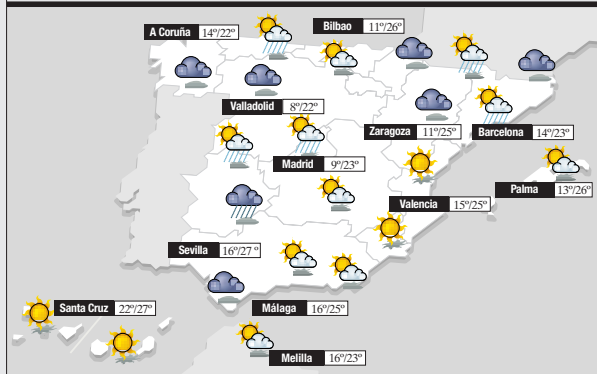 A Coruña 14º/22º
Bilbao 11º/26º
Valladolid 8º/22º
Zaragoza 11º/25º
Barcelona 14º/23º
Madrid 9º/23º
Palma 13º/26º
Valencia 15º/25º
Sevilla 16º/27 º
Santa Cruz 22º/27º
Málaga 16º/25º
Melilla 16º/23º